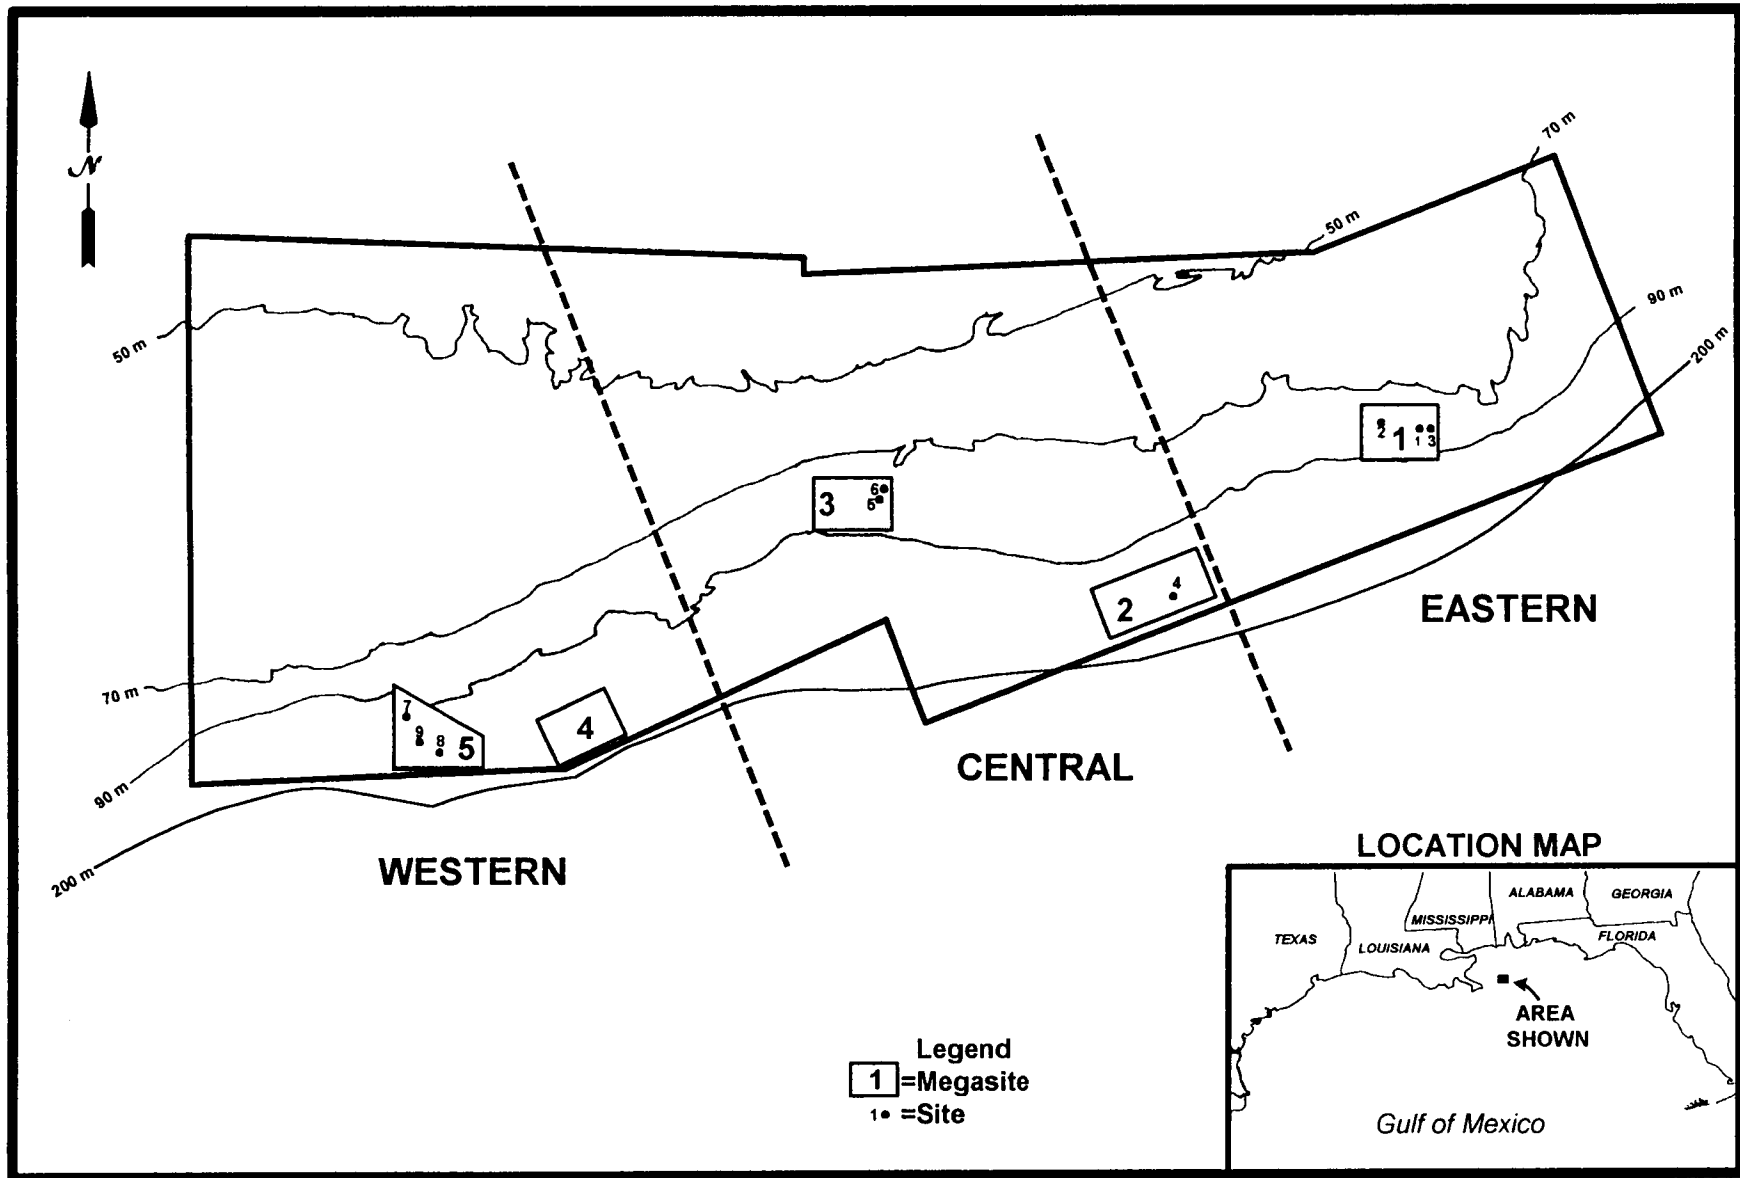 N
70 m
50 m
90 m
200 m
50 m
2
1
1
3
6
5
3
4
2
EASTERN
70 m
7
9
8
5
4
CENTRAL
90 m
WESTERN
200 m
LOCATION MAP
ALABAMA
GEORGIA
MISSISSIPPI
TEXAS
LOUISIANA
FLORIDA
AREA
SHOWN
Legend
1 =Megasite
1 =Site
Gulf of Mexico